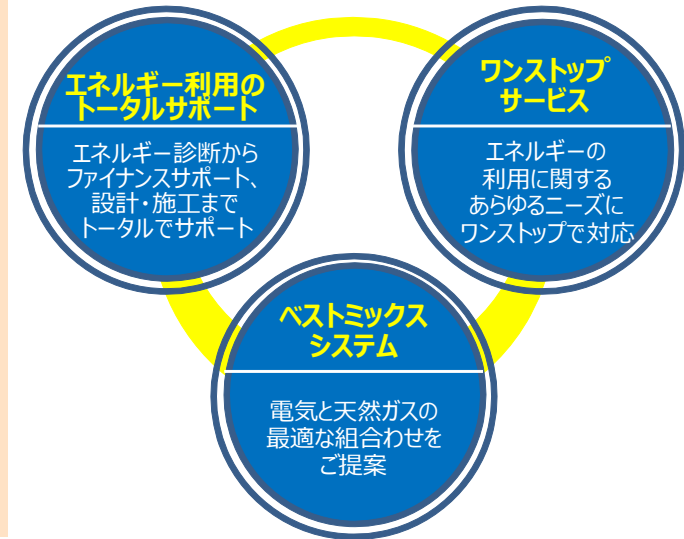 エネルギー利用の
トータルサポート
エネルギー診断から
ファイナンスサポート、
設計・施工まで
トータルでサポート
ワンストップ
サービス
エネルギーの
利用に関する
あらゆるニーズに
ワンストップで対応
ベストミックス
システム
電気と天然ガスの
最適な組合わせを
ご提案